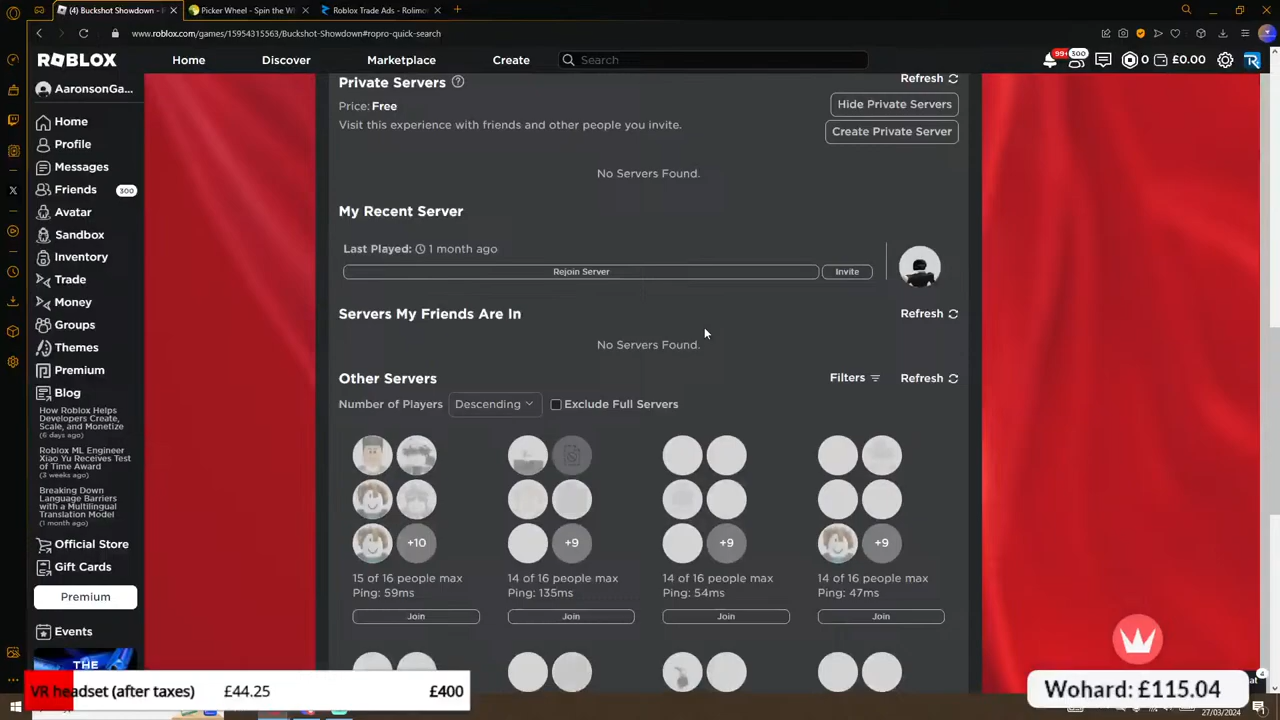 (4) Buckshot Showdown -
Picker Wheel - Spin the W
Roblox Trade Ads - Rolim
www.roblox.com/games/15954315563/Buckshot-Showdown#ropro-quick-search
ROBLOX
Home
Discover
Marketplace
Create
Search
99+
300
0
£0.00
AaronsonGa...
Home
Profile
Messages
Friends
300
Avatar
Sandbox
Inventory
Trade
Money
Groups
Themes
Premium
Blog
How Roblox Helps
Developers Create,
Scale, and Monetize
(6 days ago)
Roblox ML Engineer
Xiao Yu Receives Test
of Time Award
(3 weeks ago)
Breaking Down
Language Barriers
with a Multilingual
Translation Model
(1 month ago)
Official Store
Gift Cards
Premium
Events
THE
Private Servers
Refresh
Price: Free
Hide Private Servers
Visit this experience with friends and other people you invite.
Create Private Server
No Servers Found.
My Recent Server
Last Played: 1 month ago
Rejoin Server
Invite
Servers My Friends Are In
Refresh
No Servers Found.
Other Servers
Filters
Refresh
Number of Players
Descending
Exclude Full Servers
+10
+9
+9
+9
15 of 16 people max
14 of 16 people max
14 of 16 people max
14 of 16 people max
Ping: 59ms
Ping: 135ms
Ping: 54ms
Ping: 47ms
Join
Join
Join
Join
VR headset (after taxes)
£44.25
£400
Wohard: £115.04
27/03/2024